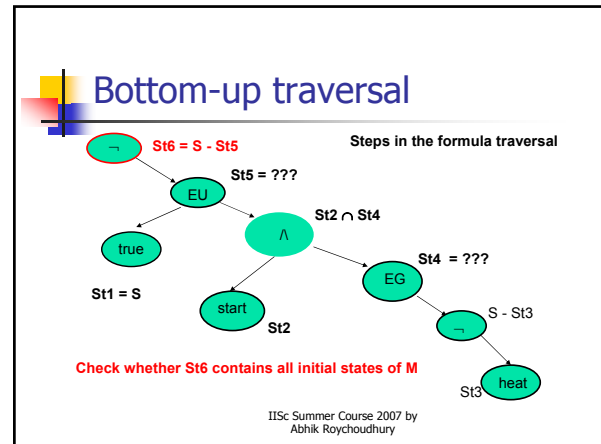 Bottom-up traversal
¬
St6 = S - St5
Steps in the formula traversal
St5 = ???
EU
St2 ∩ St4
/\
true
St4 = ???
EG
St1 = S
start
St2
¬
S - St3
Check whether St6 contains all initial states of M
St3
heat
IISc Summer Course 2007 by
Abhik Roychoudhury